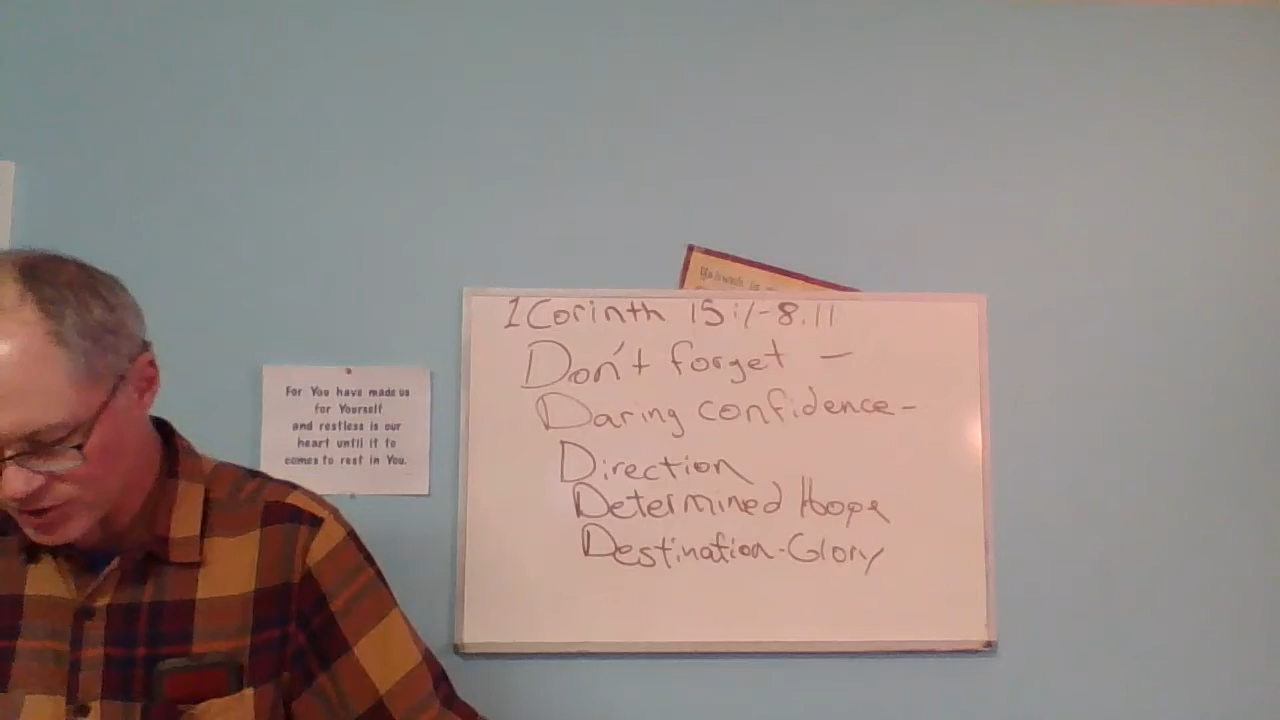 For You have made us
for Yourself
and restless is our
heart until it to
comes to rest in You.
1 Corinth 15:1-8.11
Don't forget —
Daring confidence -
Direction
Determined Hope
Destination-Glory